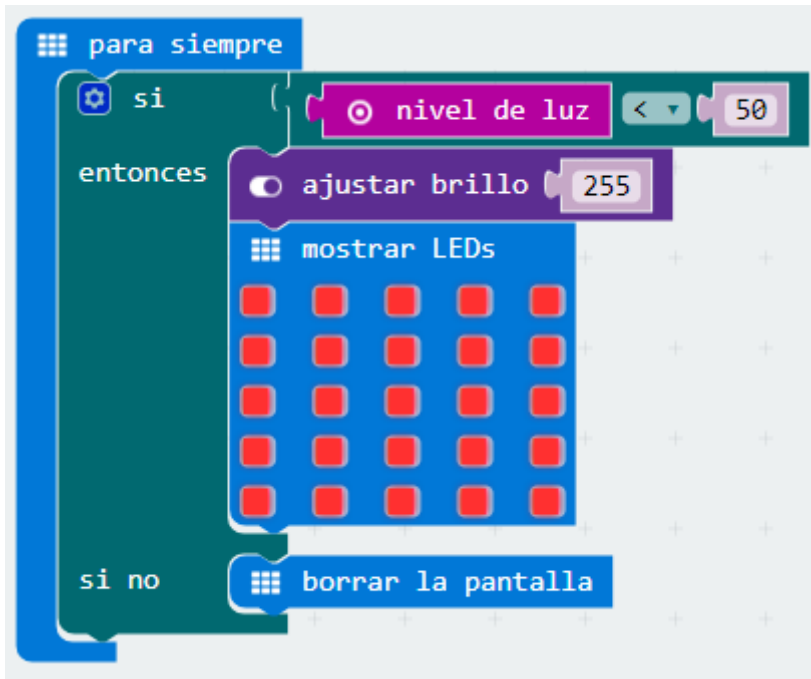 para siempre
si nivel de luz < 50
entonces
ajustar brillo 255
mostrar LEDs
si no borrar la pantalla